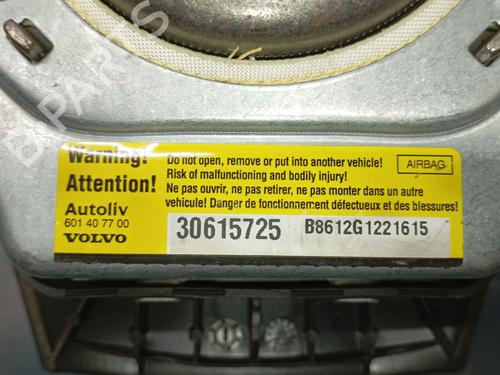 Warning!
Attention!
Autoliv
601 40 77 00
VOLVO
Do not open, remove or put into another vehicle!
Risk of malfunctioning and bodily injury!
Ne pas ouvrir, ne pas retirer, ne pas monter dans un autre
vehicule! Danger de fonctionnement défectueux et des blessures!
AIRBAG
30615725
B8612G1221615